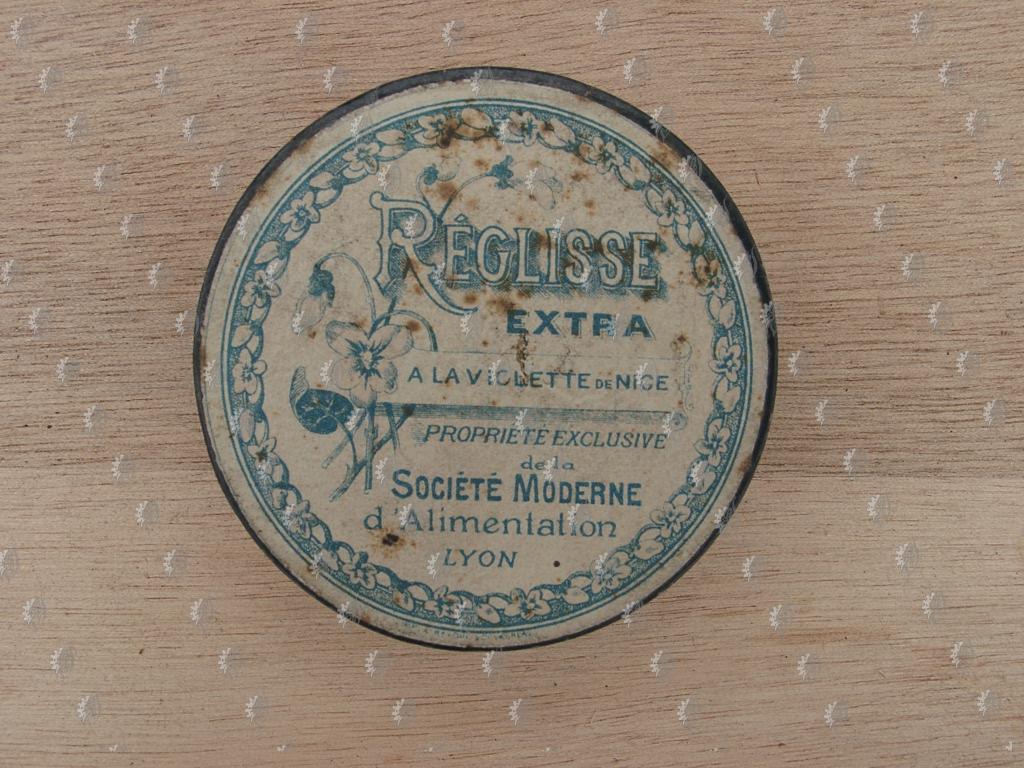 RÉGLISSE
EXTRA
A LA VIOLETTE DE NICE
PROPRIÉTÉ EXCLUSIVE
de la
SOCIÉTÉ MODERNE
d'Alimentation
LYON